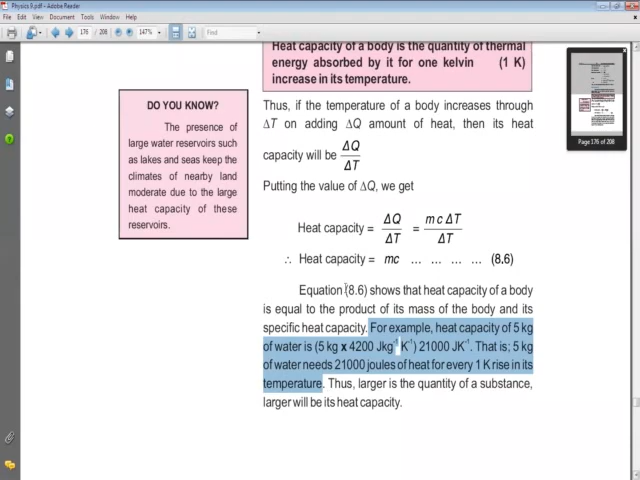 Physics 9.pdf - Adobe Reader
File Edit View Document Tools Window Help
176 / 208 147% Find
Heat capacity of a body is the quantity of thermal
energy absorbed by it for one kelvin (1 K)
increase in its temperature.
DO YOU KNOW?
The presence of
large water reservoirs such
as lakes and seas keep the
climates of nearby land
moderate due to the large
heat capacity of these
reservoirs.
Thus, if the temperature of a body increases through
ΔT on adding ΔQ amount of heat, then its heat
capacity will be ΔQ/ΔT
Putting the value of ΔQ, we get
Heat capacity = ΔQ/ΔT = m c ΔT/ΔT
∴ Heat capacity = mc ... ... ... ... (8.6)
Equation (8.6) shows that heat capacity of a body
is equal to the product of its mass of the body and its
specific heat capacity. For example, heat capacity of 5 kg
of water is (5 kg x 4200 Jkg⁻¹ K⁻¹) 21000 JK⁻¹. That is; 5 kg
of water needs 21000 joules of heat for every 1 K rise in its
temperature. Thus, larger is the quantity of a substance,
larger will be its heat capacity.
Page 176 of 208